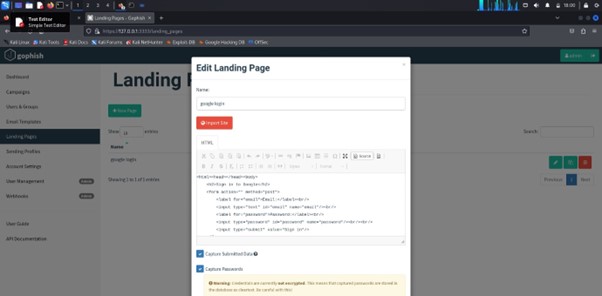 1 2 3 4
18:00
Text Editor
Simple Text Editor
Landing Pages - Gophish
https://127.0.0.1:3333/landing_pages
Kali Linux Kali Tools Kali Docs Kali Forums Kali NetHunter Exploit-DB Google Hacking DB OffSec
gophish
admin
Dashboard
Campaigns
Users & Groups
Email Templates
Landing Pages
Sending Profiles
Account Settings
User Management
Webhooks
User Guide
API Documentation
Landing P
New Page
Show 10 entries
Search:
Name
google login
Showing 1 to 1 of 1 entries
Previous 1 Next
Edit Landing Page
Name:
google login
Import Site
HTML
Source
<html><head></head><body>
<h2>Sign in to Google</h2>
<form action="" method="post">
<label for="email">Email:</label><br/>
<input type="text" id="email" name="email"/><br/>
<label for="password">Password:</label><br/>
<input type="password" id="password" name="password"/><br/><br/>
<input type="submit" value="Sign in"/>
Capture Submitted Data
Capture Passwords
Warning: Credentials are currently not encrypted. This means that captured passwords are stored in
the database as cleartext. Be careful with this!